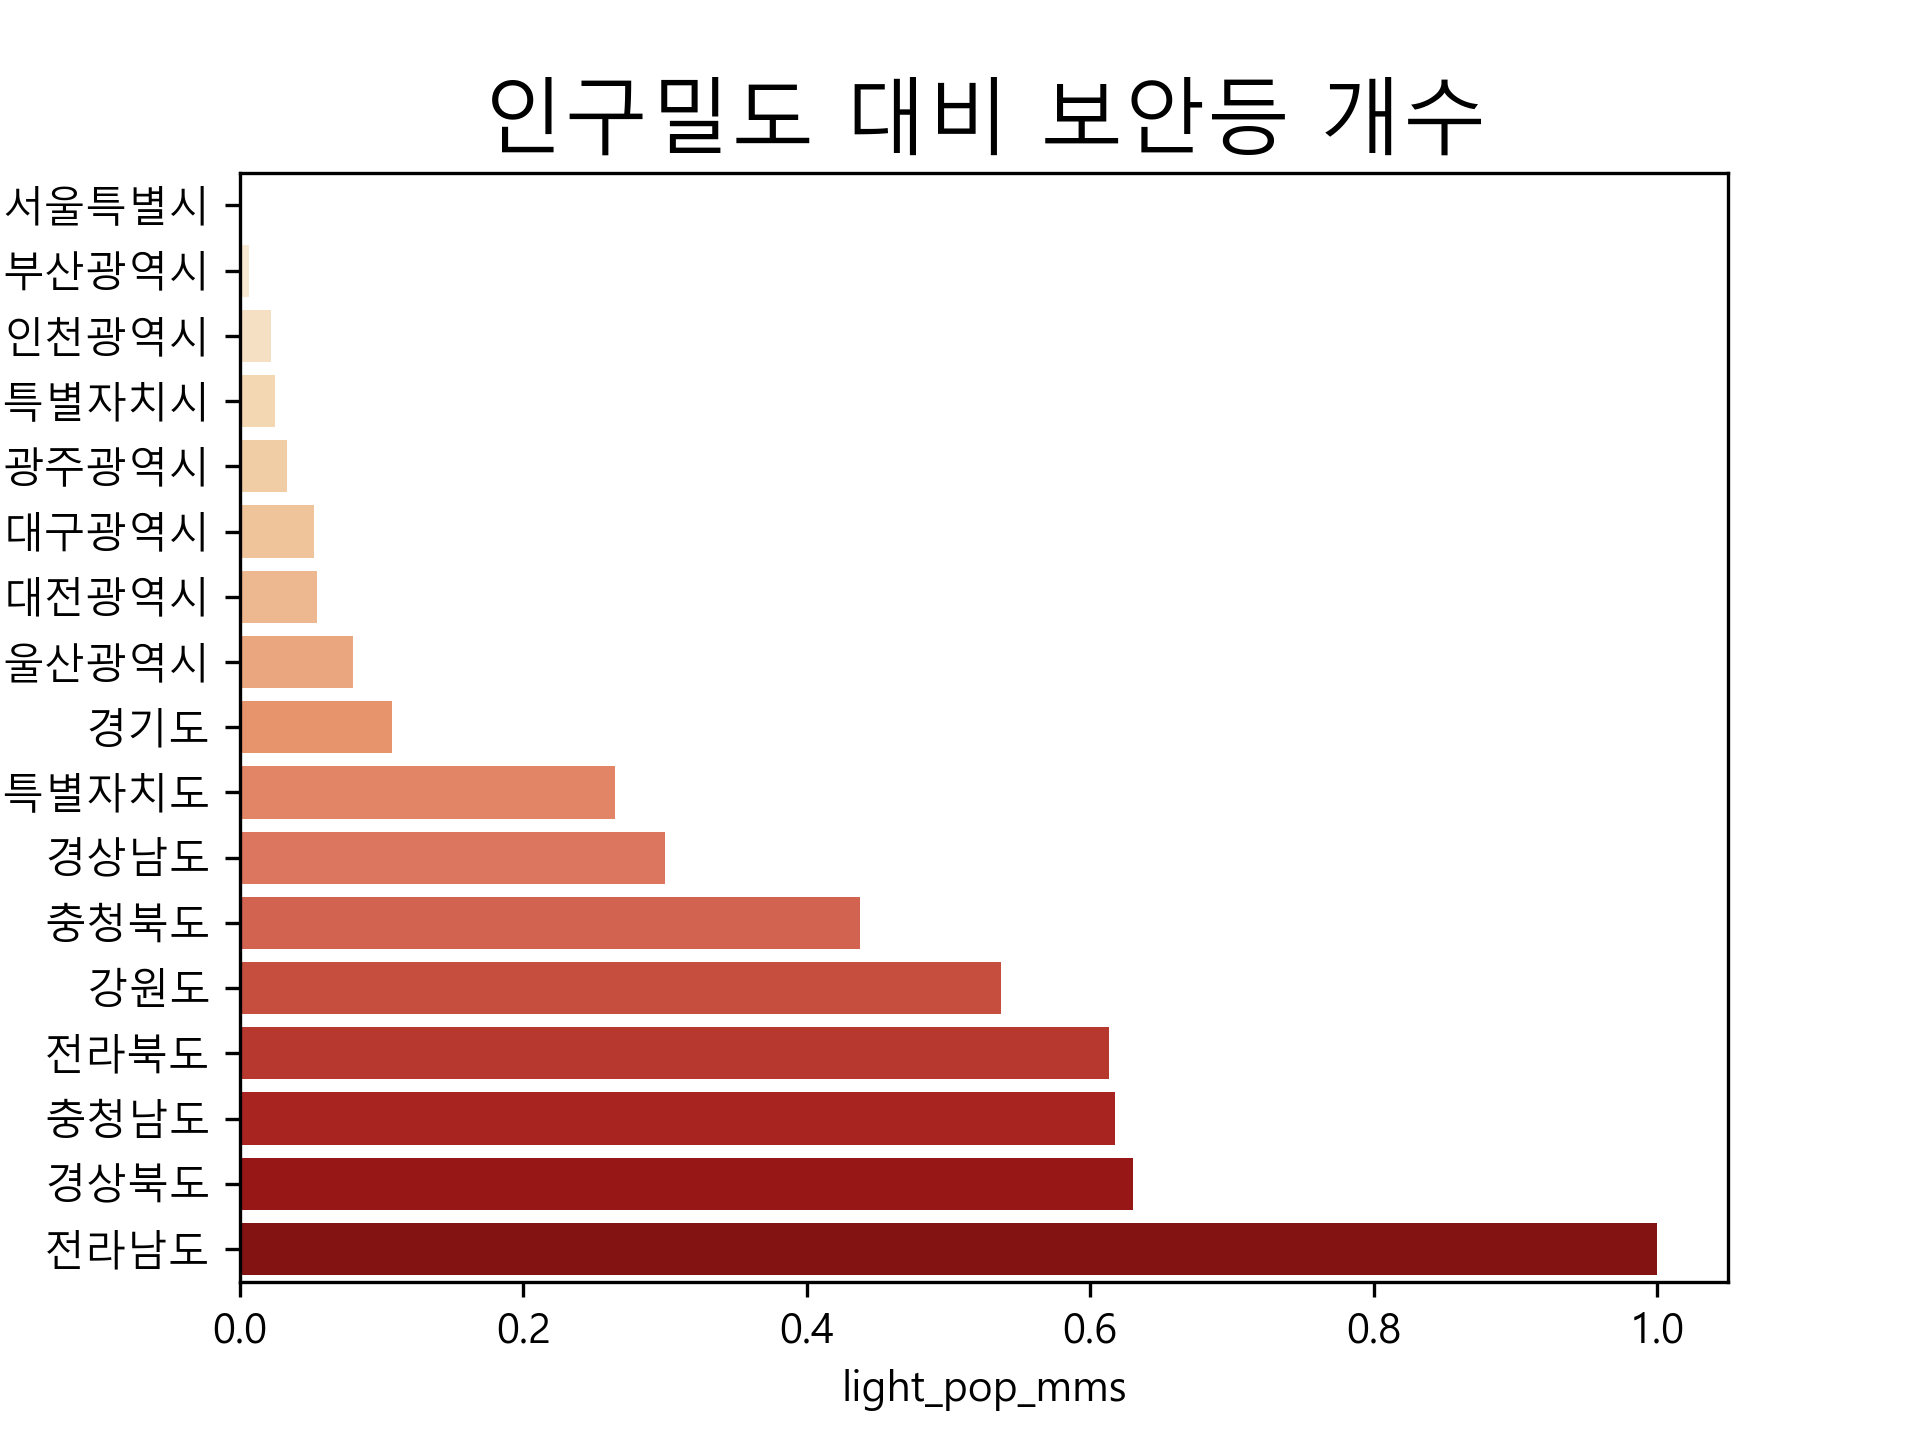 인구밀도 대비 보안등 개수
서울특별시
부산광역시
인천광역시
특별자치시
광주광역시
대구광역시
대전광역시
울산광역시
경기도
특별자치도
경상남도
충청북도
강원도
전라북도
충청남도
경상북도
전라남도
0.0 0.2 0.4 0.6 0.8 1.0
light_pop_mms